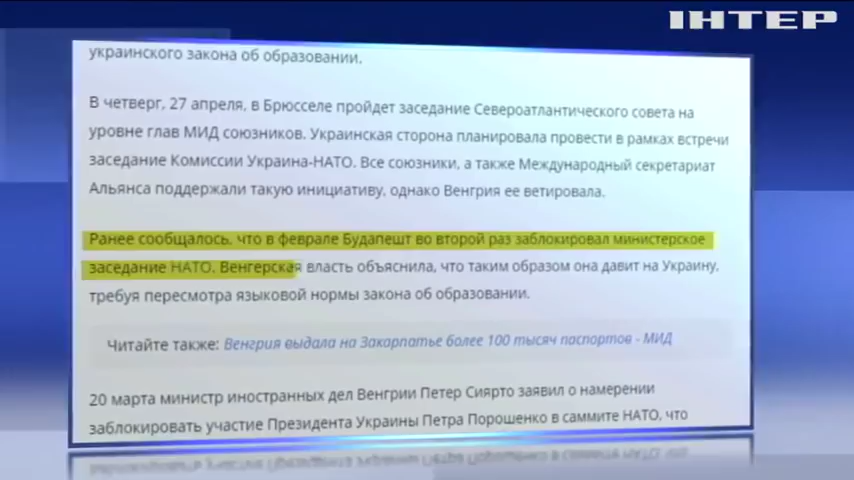 ІНТЕР
украинского закона об образовании.
В четверг, 27 апреля, в Брюсселе пройдет заседание Североатлантического совета на
уровне глав МИД союзников. Украинская сторона планировала провести в рамках встречи
заседание Комиссии Украина-НАТО. Все союзники, а также Международный секретариат
Альянса поддержали такую инициативу, однако Венгрия ее ветировала.
Ранее сообщалось, что в феврале Будапешт во второй раз заблокировал министерское
заседание НАТО. Венгерская власть объяснила, что таким образом она давит на Украину,
требуя пересмотра языковой нормы закона об образовании.
Читайте также: Венгрия выдала на Закарпатье более 100 тысяч паспортов - МИД
20 марта министр иностранных дел Венгрии Петер Сиярто заявил о намерении
заблокировать участие Президента Украины Петра Порошенко в саммите НАТО, что